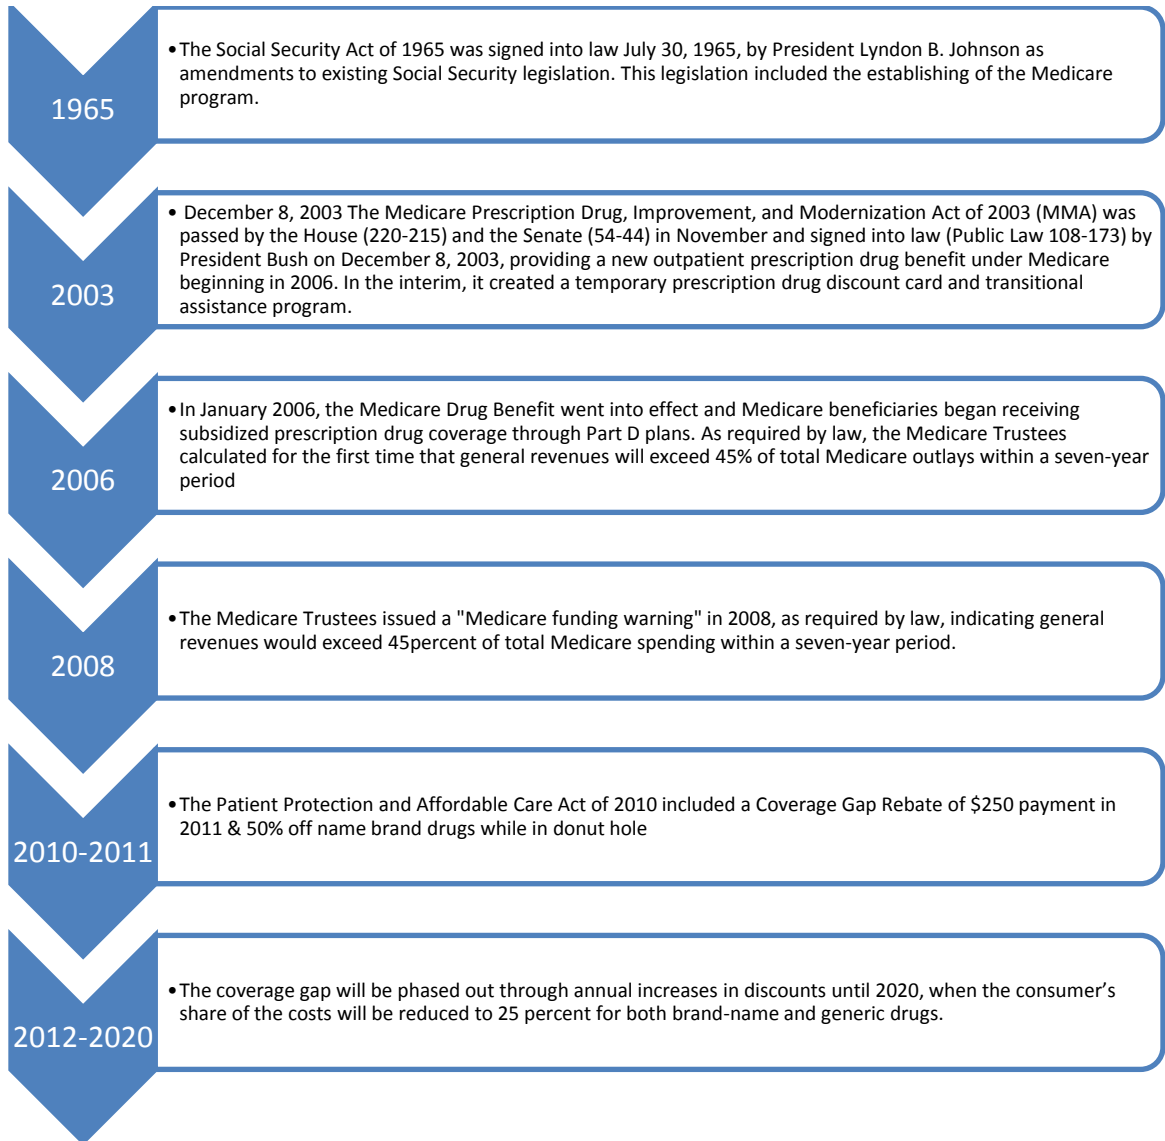 1965
•The Social Security Act of 1965 was signed into law July 30, 1965, by President Lyndon B. Johnson as
amendments to existing Social Security legislation. This legislation included the establishing of the Medicare
program.
2003
• December 8, 2003 The Medicare Prescription Drug, Improvement, and Modernization Act of 2003 (MMA) was
passed by the House (220-215) and the Senate (54-44) in November and signed into law (Public Law 108-173) by
President Bush on December 8, 2003, providing a new outpatient prescription drug benefit under Medicare
beginning in 2006. In the interim, it created a temporary prescription drug discount card and transitional
assistance program.
2006
•In January 2006, the Medicare Drug Benefit went into effect and Medicare beneficiaries began receiving
subsidized prescription drug coverage through Part D plans. As required by law, the Medicare Trustees
calculated for the first time that general revenues will exceed 45% of total Medicare outlays within a seven-year
period
2008
•The Medicare Trustees issued a "Medicare funding warning" in 2008, as required by law, indicating general
revenues would exceed 45percent of total Medicare spending within a seven-year period.
2010-2011
•The Patient Protection and Affordable Care Act of 2010 included a Coverage Gap Rebate of $250 payment in
2011 & 50% off name brand drugs while in donut hole
2012-2020
•The coverage gap will be phased out through annual increases in discounts until 2020, when the consumer’s
share of the costs will be reduced to 25 percent for both brand-name and generic drugs.